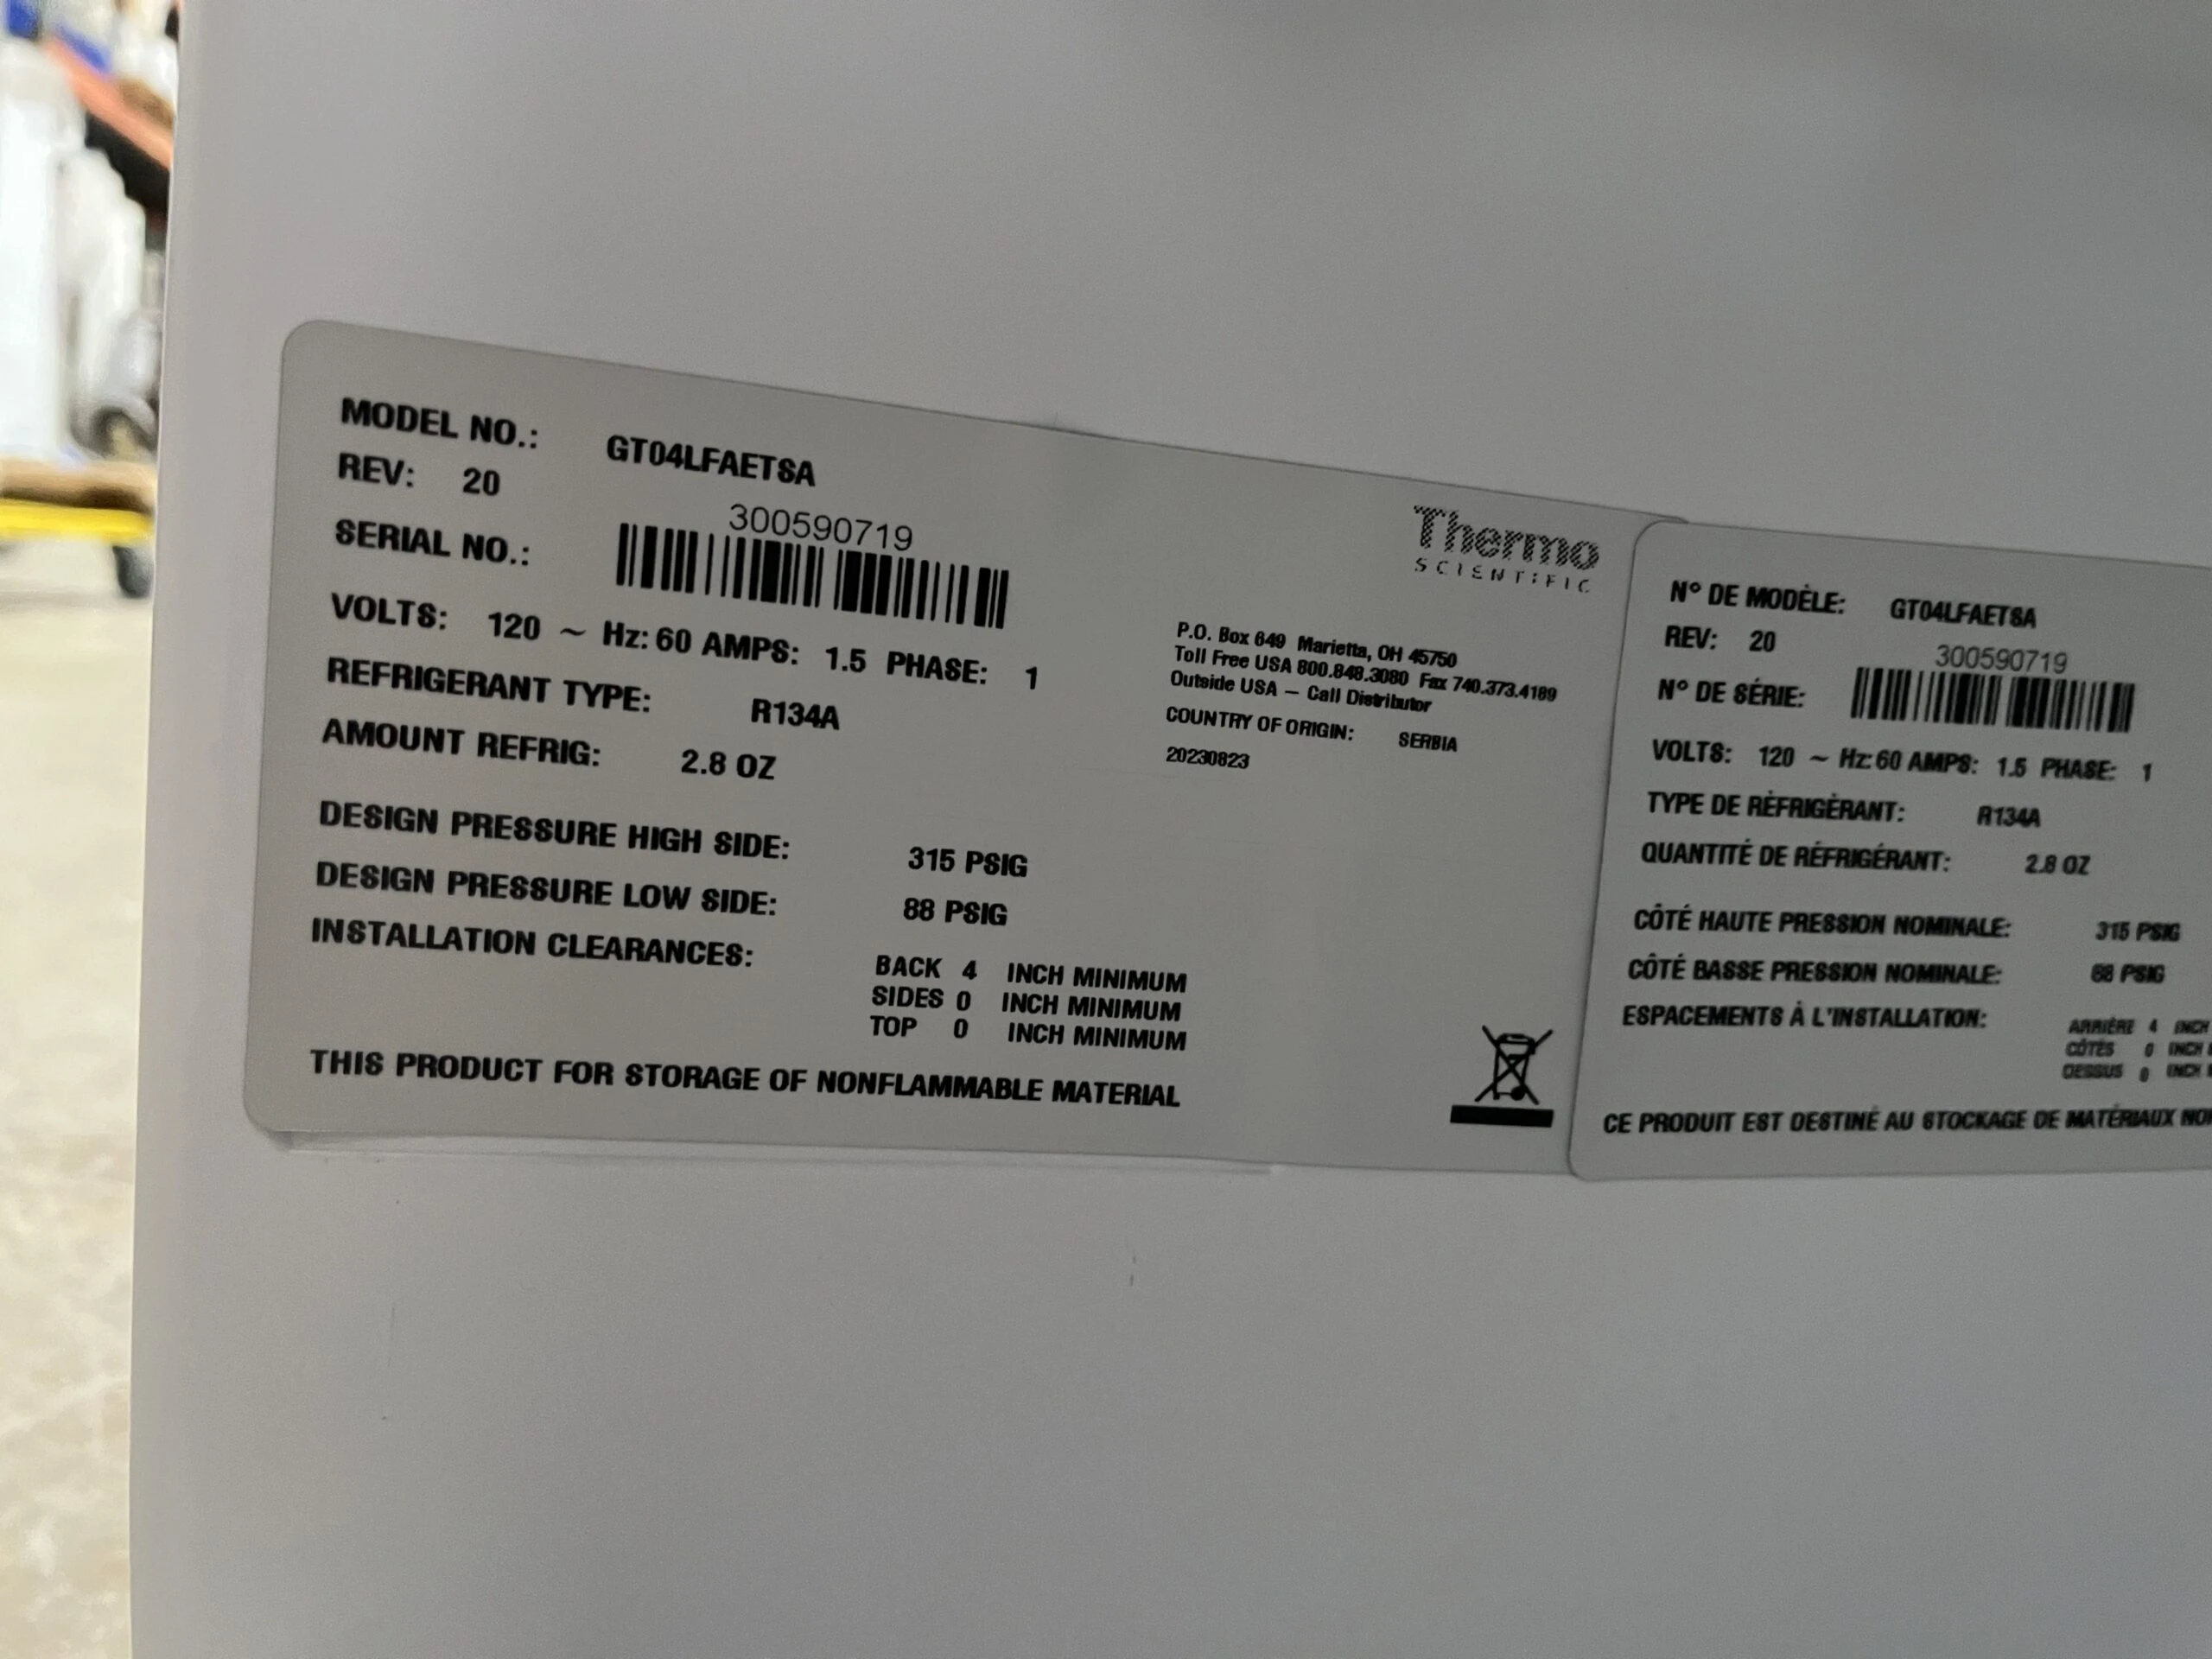 MODEL NO.: GT04LFAETSA
REV: 20
SERIAL NO.: 300590719
VOLTS: 120 ~ Hz: 60 AMPS: 1.5 PHASE: 1
REFRIGERANT TYPE: R134A
AMOUNT REFRIG: 2.8 OZ
DESIGN PRESSURE HIGH SIDE: 315 PSIG
DESIGN PRESSURE LOW SIDE: 88 PSIG
INSTALLATION CLEARANCES: BACK 4 INCH MINIMUM
SIDES 0 INCH MINIMUM
TOP 0 INCH MINIMUM
THIS PRODUCT FOR STORAGE OF NONFLAMMABLE MATERIAL
Thermo
SCIENTIFIC
P.O. Box 649 Marietta, OH 45750
Toll Free USA 800.848.3080 Fax 740.373.4189
Outside USA – Call Distributor
COUNTRY OF ORIGIN: SERBIA
20230823
N° DE MODÈLE: GT04LFAETSA
REV: 20
N° DE SÉRIE: 300590719
VOLTS: 120 ~ Hz: 60 AMPS: 1.5 PHASE: 1
TYPE DE RÉFRIGÉRANT: R134A
QUANTITÉ DE RÉFRIGÉRANT: 2.8 OZ
CÔTÉ HAUTE PRESSION NOMINALE: 315 PSIG
CÔTÉ BASSE PRESSION NOMINALE: 88 PSIG
ESPACEMENTS À L'INSTALLATION: ARRIÈRE 4 INCH
CÔTÉS 0 INCH
DESSUS 0 INCH
CE PRODUIT EST DESTINÉ AU STOCKAGE DE MATÉRIAUX